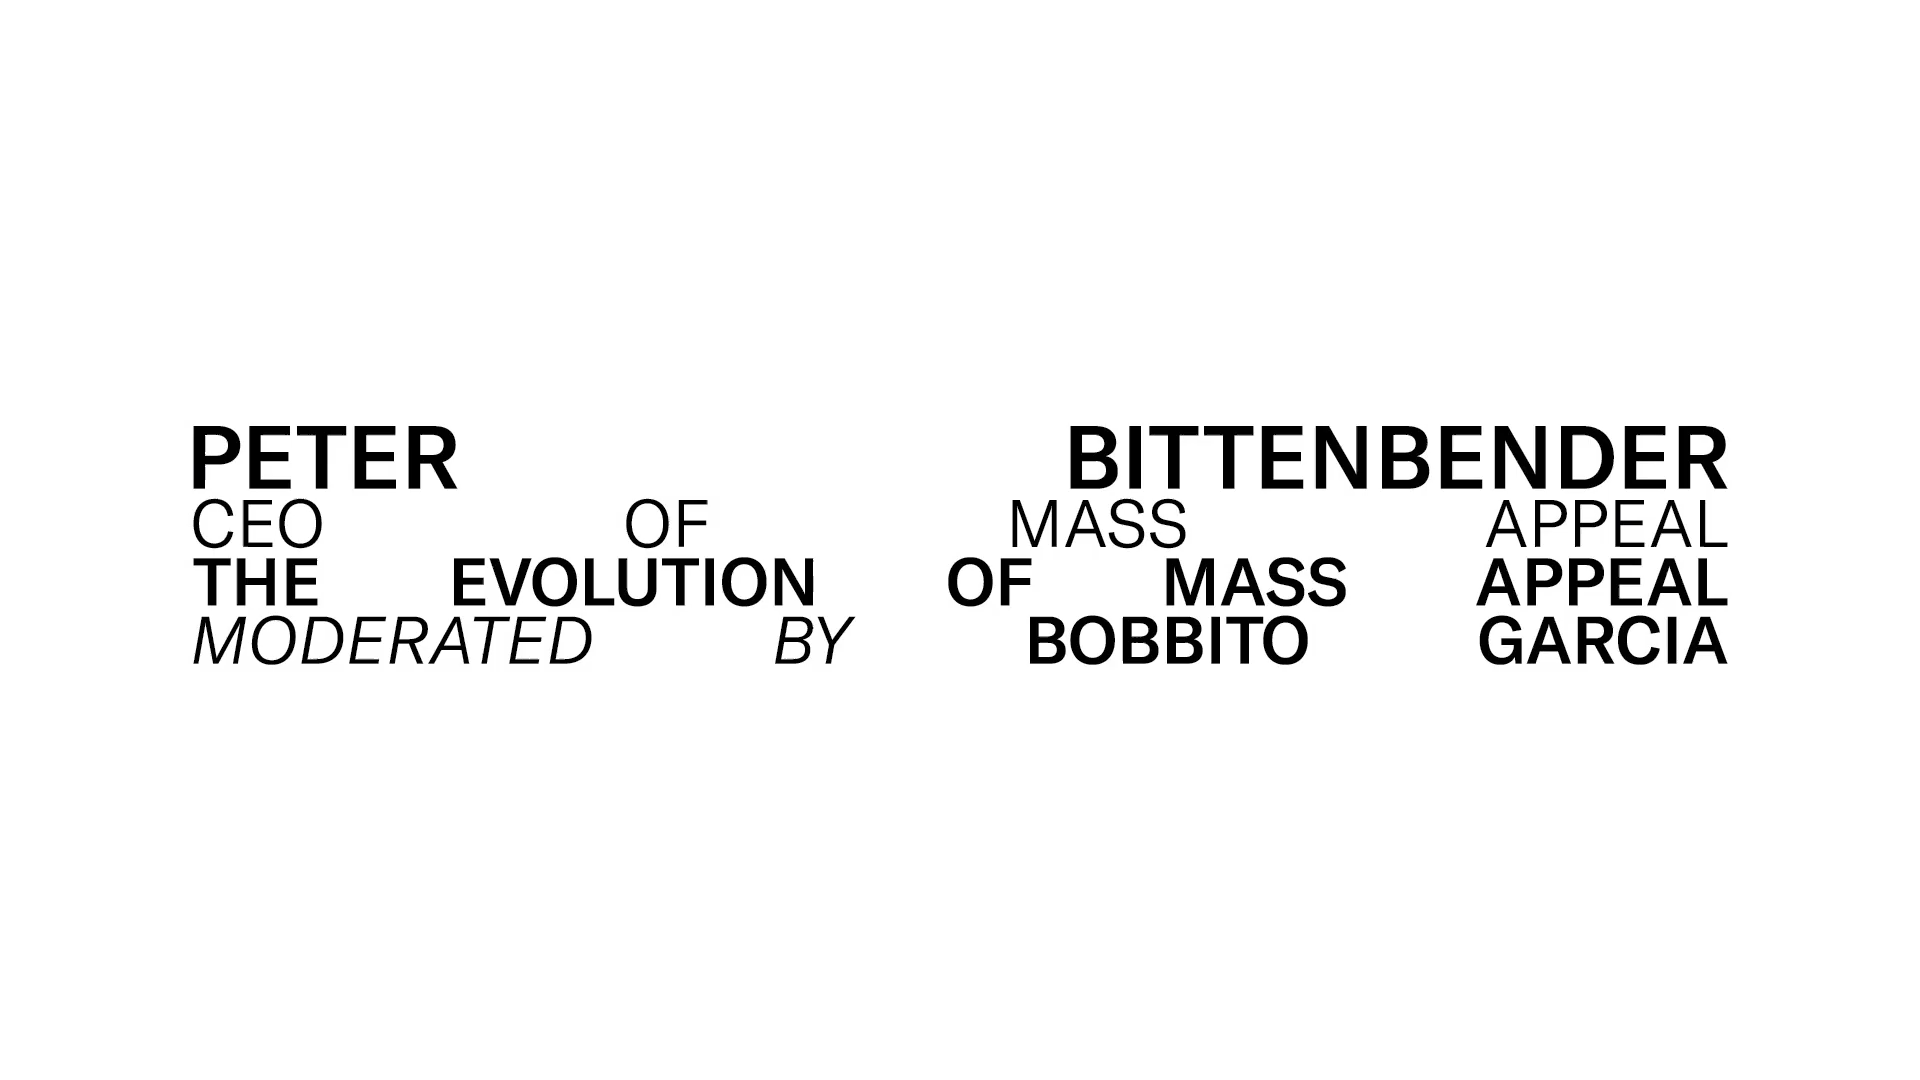 PETER BITTENBENDER
CEO OF MASS APPEAL
THE EVOLUTION OF MASS APPEAL
MODERATED BY BOBBITO GARCIA